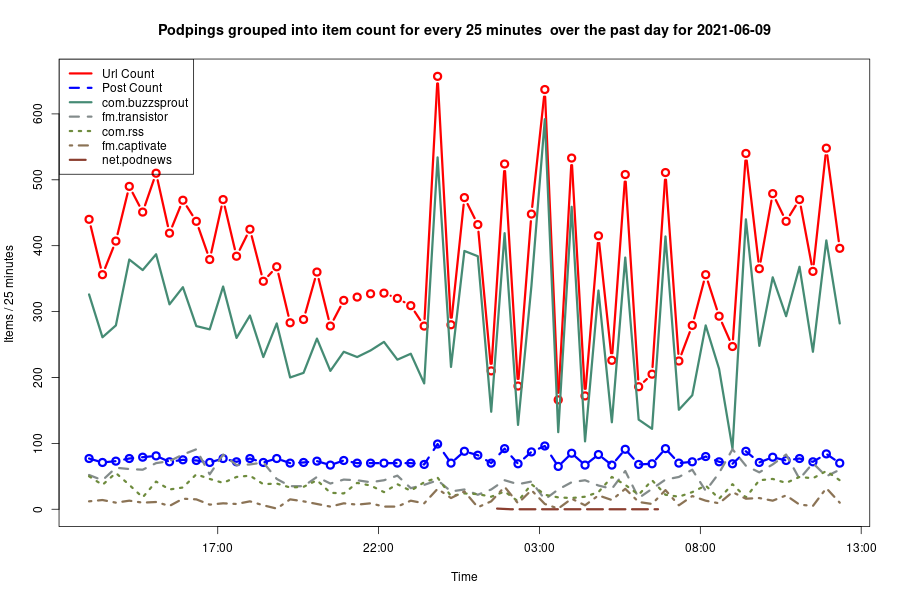 Podpings grouped into item count for every 25 minutes  over the past day for 2021-06-09
Url Count
Post Count
com.buzzsprout
fm.transistor
com.rss
fm.captivate
net.podnews
Items / 25 minutes
600
500
400
300
200
100
0
17:00 22:00 03:00 08:00 13:00
Time